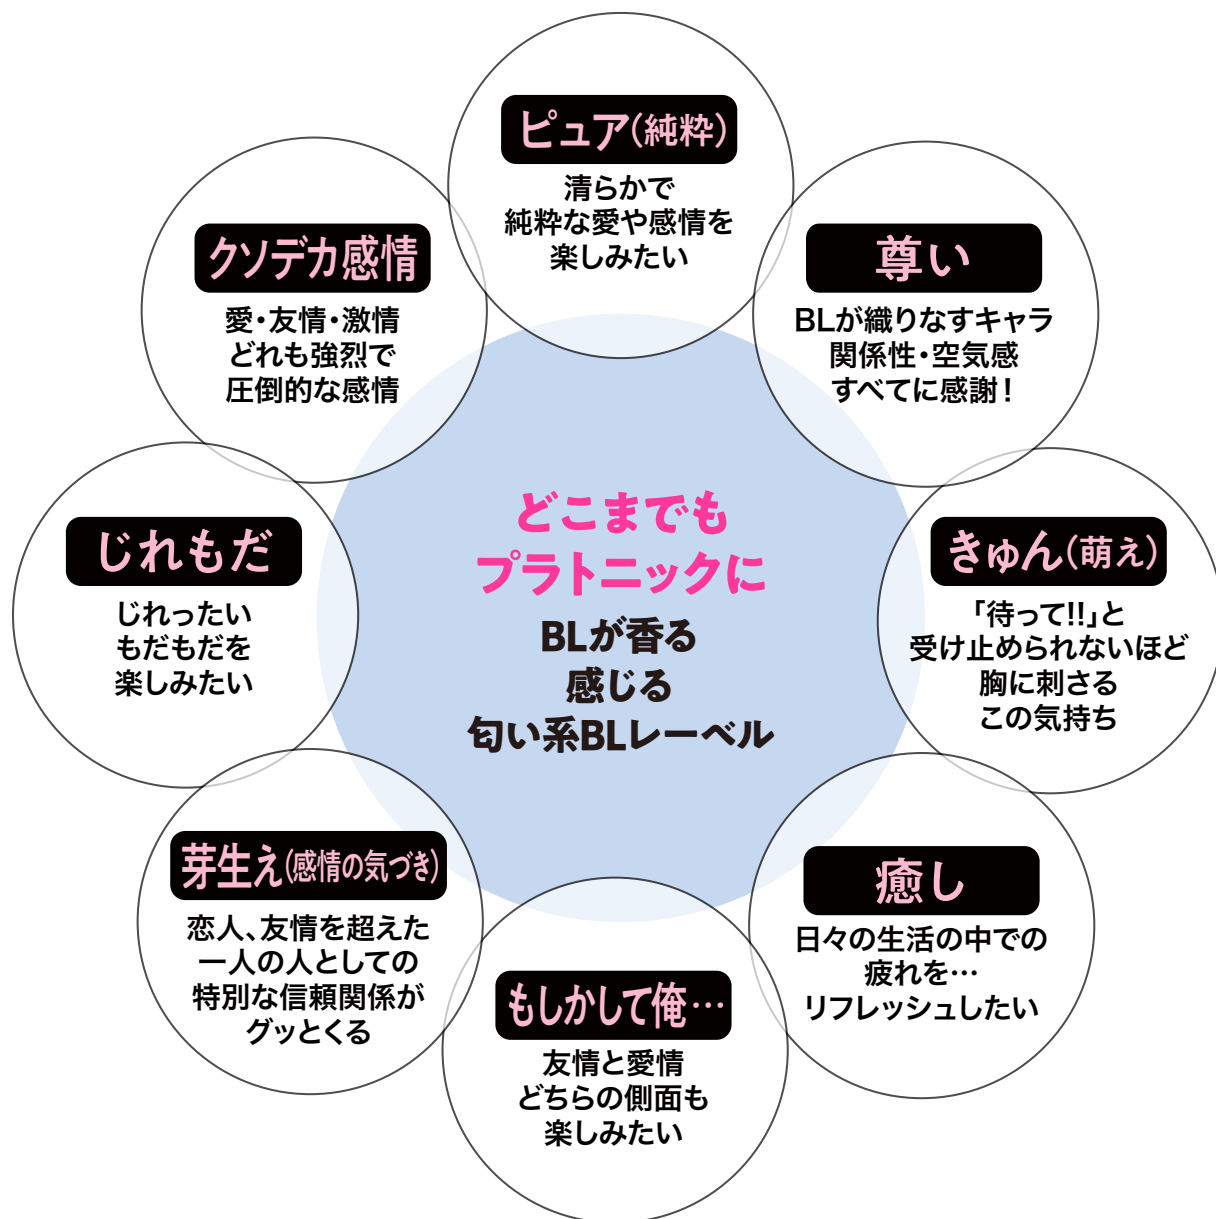 ピュア(純粋)
清らかで
純粋な愛や感情を
楽しみたい
尊い
BLが織りなすキャラ
関係性・空気感
すべてに感謝！
きゅん(萌え)
「待って!!」と
受け止められないほど
胸に刺さる
この気持ち
癒し
日々の生活の中での
疲れを…
リフレッシュしたい
もしかして俺…
友情と愛情
どちらの側面も
楽しみたい
芽生え(感情の気づき)
恋人、友情を超えた
一人の人としての
特別な信頼関係が
グッとくる
じれもだ
じれったい
もだもだを
楽しみたい
クソデカ感情
愛・友情・激情
どれも強烈で
圧倒的な感情
どこまでも
プラトニックに
BLが香る
感じる
匂い系BLレーベル